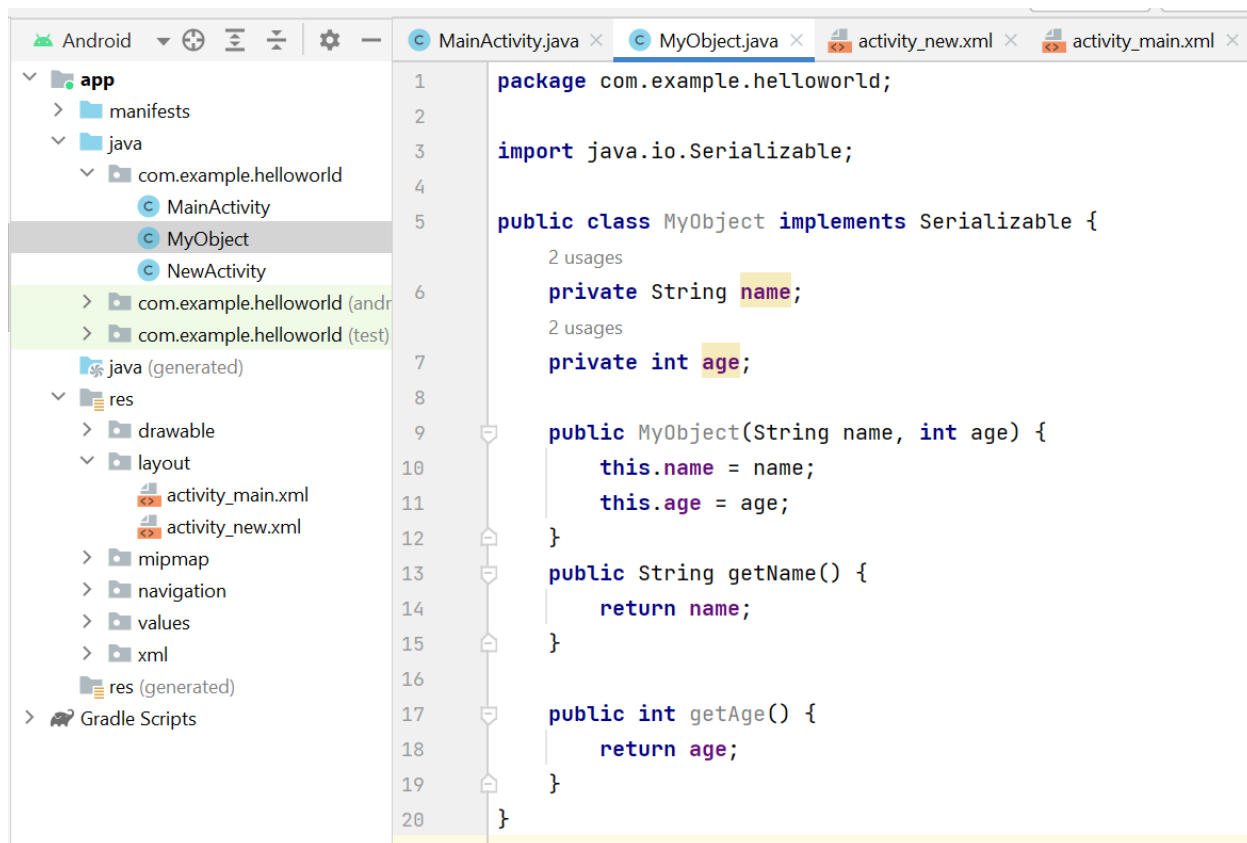 Android
app
manifests
java
com.example.helloworld
MainActivity
MyObject
NewActivity
com.example.helloworld (andr
com.example.helloworld (test)
java (generated)
res
drawable
layout
activity_main.xml
activity_new.xml
mipmap
navigation
values
xml
res (generated)
Gradle Scripts
MainActivity.java MyObject.java activity_new.xml activity_main.xml
1 package com.example.helloworld;
2
3 import java.io.Serializable;
4
5 public class MyObject implements Serializable {
2 usages
6 private String name;
2 usages
7 private int age;
8
9 public MyObject(String name, int age) {
10 this.name = name;
11 this.age = age;
12 }
13 public String getName() {
14 return name;
15 }
16
17 public int getAge() {
18 return age;
19 }
20 }